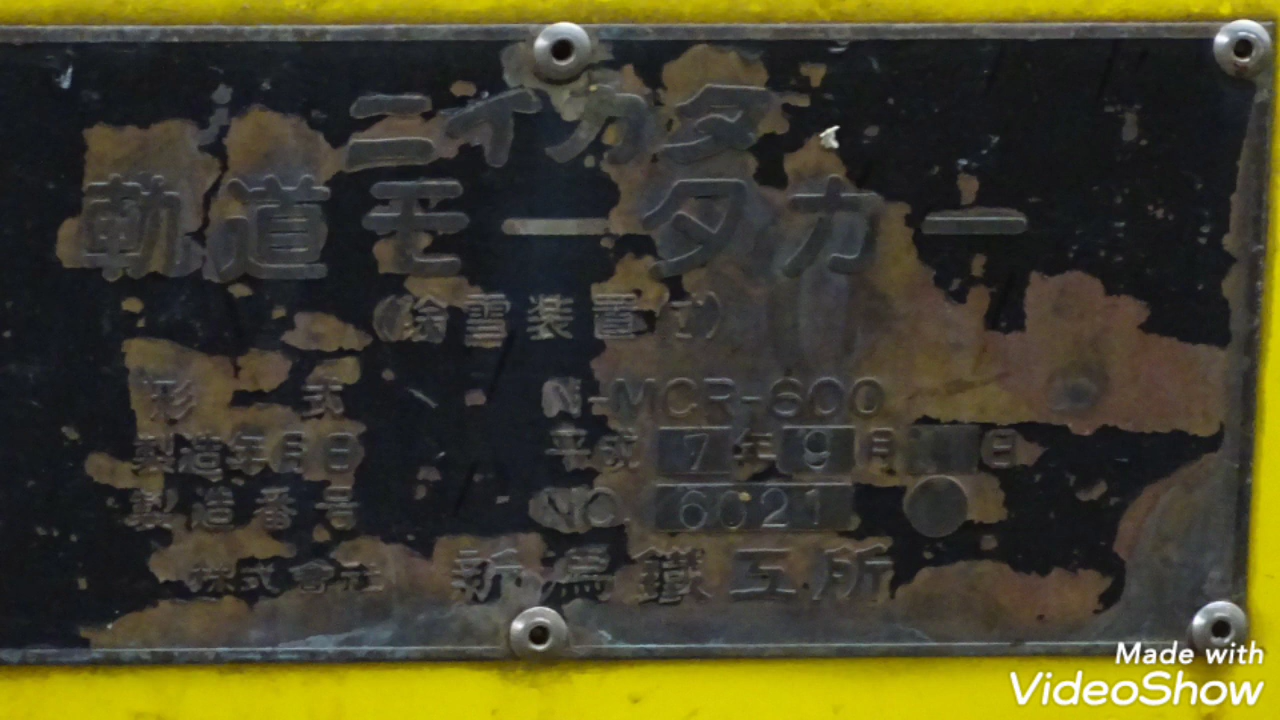 ニイガタ
軌道モータカー
(除雪装置付)
形式 N-MCR-600
製造年月日 平成7年9月 日
製造番号 NO 6021
株式會社 新潟鐵工所
Made with
VideoShow